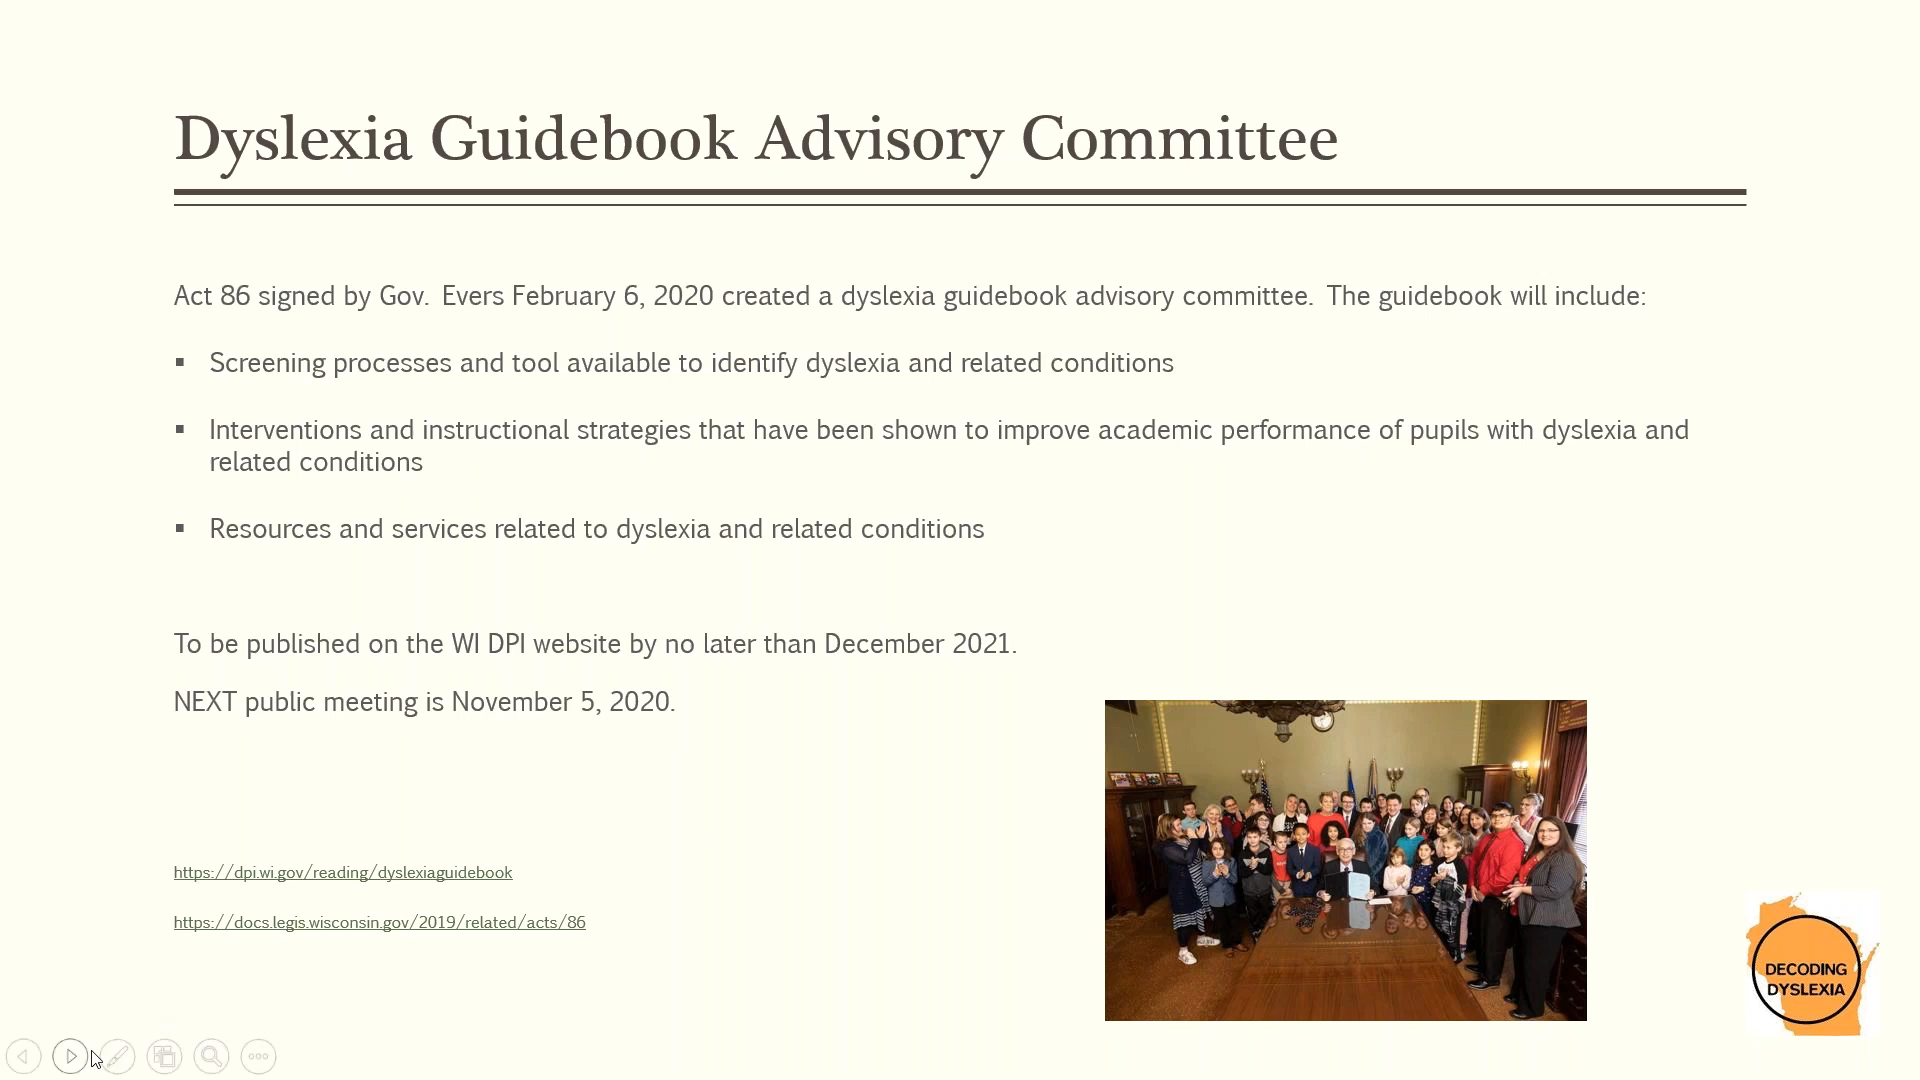 Dyslexia Guidebook Advisory Committee
Act 86 signed by Gov. Evers February 6, 2020 created a dyslexia guidebook advisory committee. The guidebook will include:
▪ Screening processes and tool available to identify dyslexia and related conditions
▪ Interventions and instructional strategies that have been shown to improve academic performance of pupils with dyslexia and
related conditions
▪ Resources and services related to dyslexia and related conditions
To be published on the WI DPI website by no later than December 2021.
NEXT public meeting is November 5, 2020.
https://dpi.wi.gov/reading/dyslexiaguidebook
https://docs.legis.wisconsin.gov/2019/related/acts/86
DECODING
DYSLEXIA